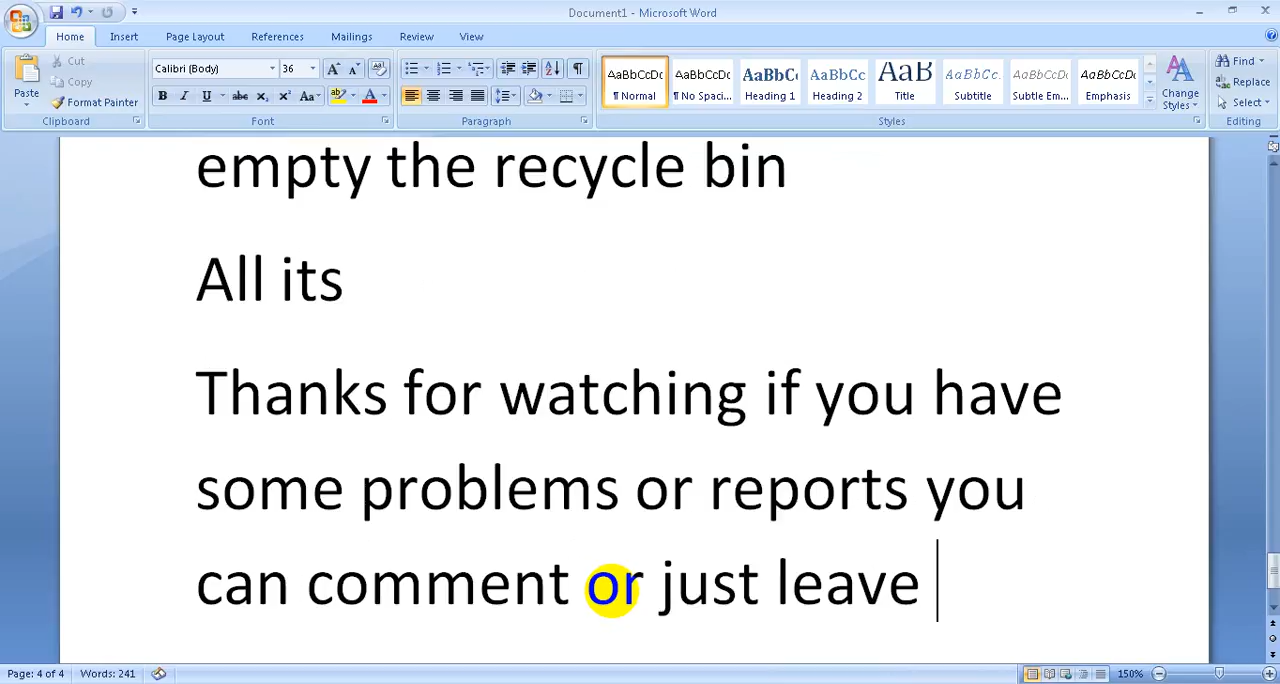 Document1 - Microsoft Word
Home Insert Page Layout References Mailings Review View
Paste
Cut
Copy
Format Painter
Clipboard
Calibri (Body) 36
Font
Paragraph
AaBbCcDc AaBbCcDc AaBbCc AaBbCc AaB AaBbCc. AaBbCcDc AaBbCcDc
¶ Normal ¶ No Spaci... Heading 1 Heading 2 Title Subtitle Subtle Em... Emphasis
Change Styles
Styles
Find
Replace
Select
Editing
empty the recycle bin
All its
Thanks for watching if you have
some problems or reports you
can comment or just leave
Page: 4 of 4 Words: 241 150%